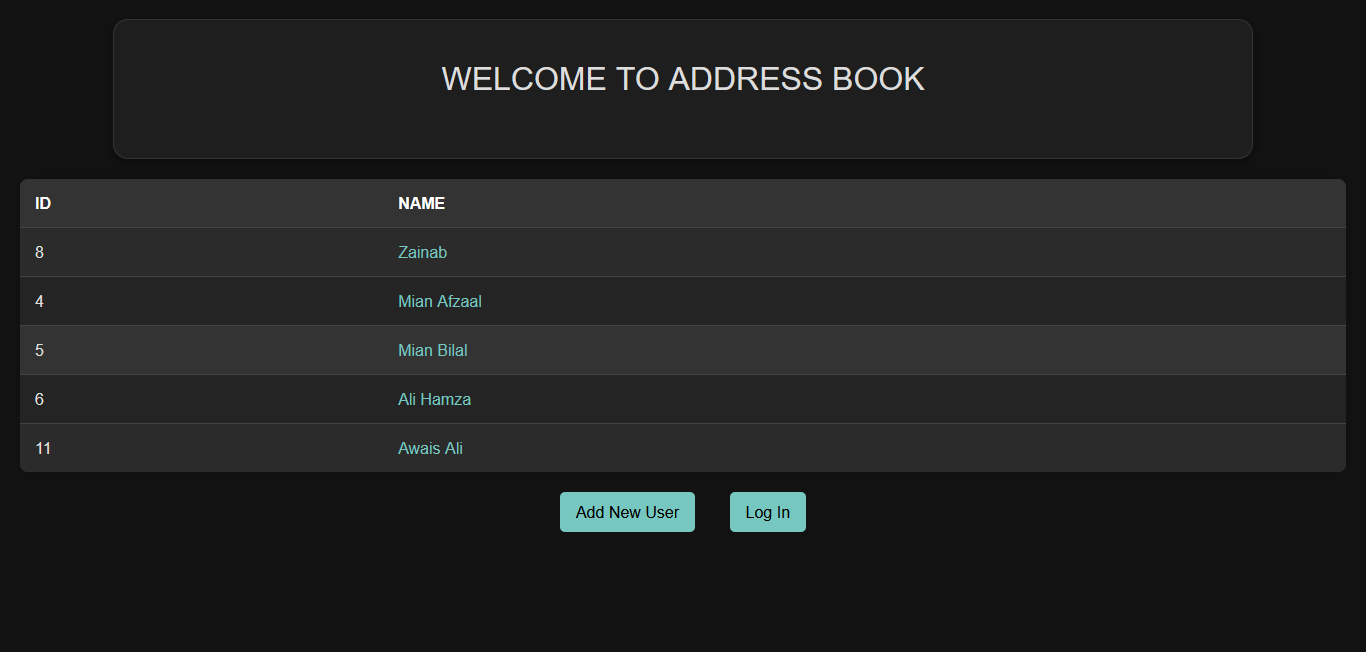 WELCOME TO ADDRESS BOOK
ID NAME
8 Zainab
4 Mian Afzaal
5 Mian Bilal
6 Ali Hamza
11 Awais Ali
Add New User Log In